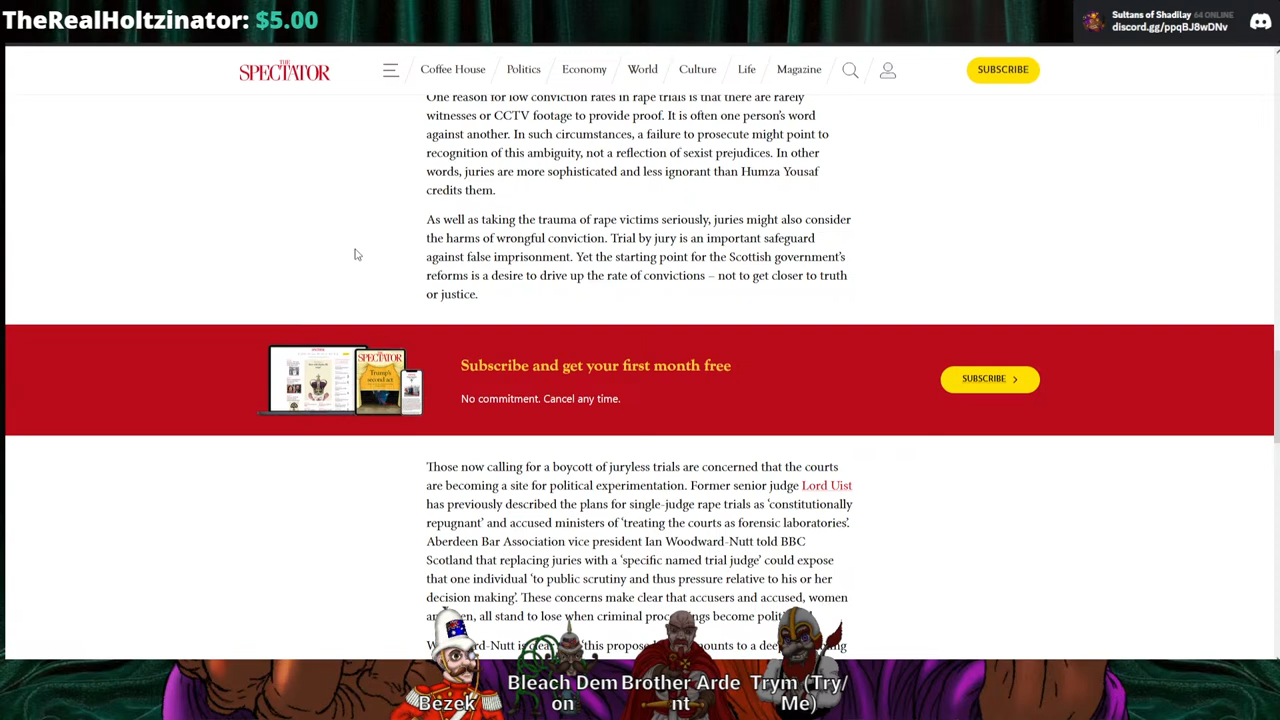 TheRealHoltzinator: $5.00
Sultans of Shadilay 64 ONLINE
discord.gg/ppqBJ8wDNv
THE
SPECTATOR
Coffee House
Politics
Economy
World
Culture
Life
Magazine
SUBSCRIBE
One reason for low conviction rates in rape trials is that there are rarely
witnesses or CCTV footage to provide proof. It is often one person's word
against another. In such circumstances, a failure to prosecute might point to
recognition of this ambiguity, not a reflection of sexist prejudices. In other
words, juries are more sophisticated and less ignorant than Humza Yousaf
credits them.
As well as taking the trauma of rape victims seriously, juries might also consider
the harms of wrongful conviction. Trial by jury is an important safeguard
against false imprisonment. Yet the starting point for the Scottish government's
reforms is a desire to drive up the rate of convictions – not to get closer to truth
or justice.
SPECTATOR
Trump's
second act
Subscribe and get your first month free
No commitment. Cancel any time.
SUBSCRIBE
Those now calling for a boycott of juryless trials are concerned that the courts
are becoming a site for political experimentation. Former senior judge Lord Uist
has previously described the plans for single-judge rape trials as 'constitutionally
repugnant' and accused ministers of 'treating the courts as forensic laboratories'.
Aberdeen Bar Association vice president Ian Woodward-Nutt told BBC
Scotland that replacing juries with a 'specific named trial judge' could expose
that one individual 'to public scrutiny and thus pressure relative to his or her
decision making'. These concerns make clear that accusers and accused, women
all stand to lose when criminal
'this
Bezek
Bleach Dem
on
Brother Arde
nt
Trym (Try/
Me)